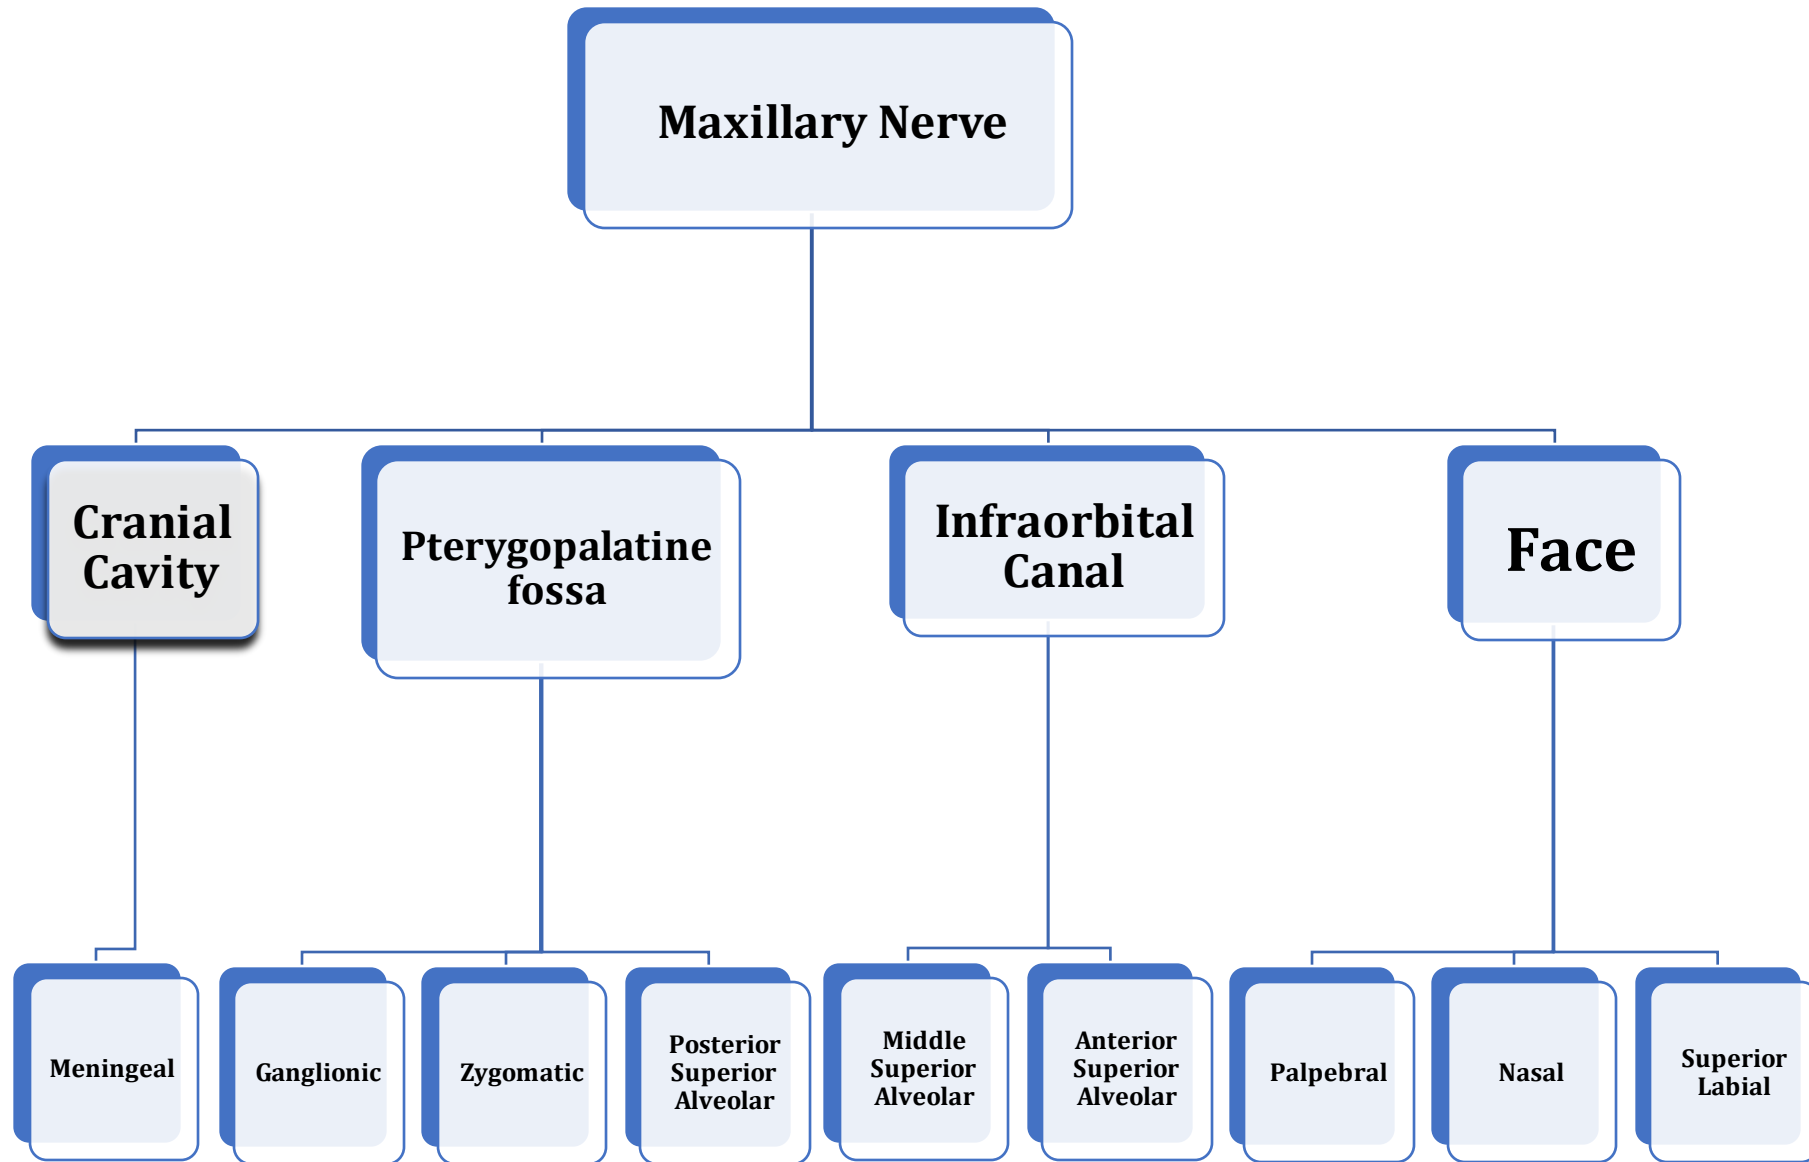 Maxillary Nerve
Cranial
Cavity
Pterygopalatine
fossa
Infraorbital
Canal
Face
Meningeal
Ganglionic
Zygomatic
Posterior
Superior
Alveolar
Middle
Superior
Alveolar
Anterior
Superior
Alveolar
Palpebral
Nasal
Superior
Labial